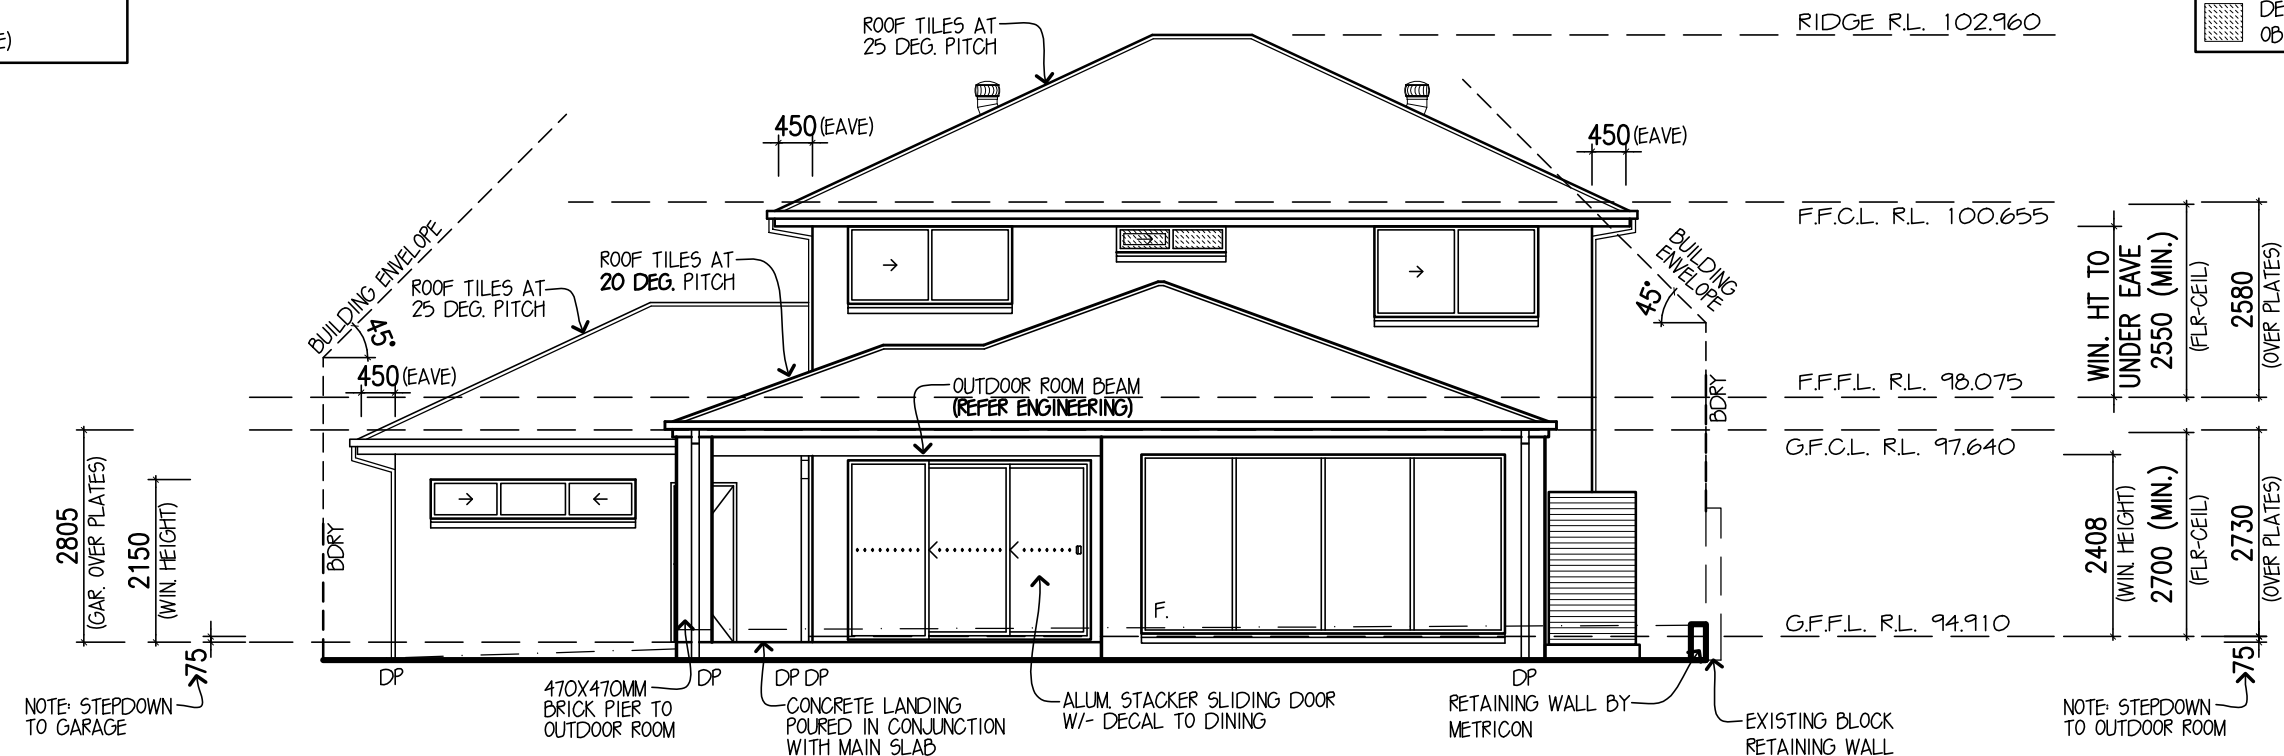 E)
ROOF TILES AT
25 DEG. PITCH
RIDGE R.L. 102.960
DE
OB
450 (EAVE)
450 (EAVE)
F.F.C.L. R.L. 100.655
BUILDING ENVELOPE
45°
ROOF TILES AT
25 DEG. PITCH
ROOF TILES AT
20 DEG. PITCH
BUILDING
ENVELOPE
45°
WIN. HT TO
UNDER EAVE
2550 (MIN.)
(FLR-CEIL)
2580
(OVER PLATES)
450 (EAVE)
OUTDOOR ROOM BEAM
(REFER ENGINEERING)
F.F.F.L. R.L. 98.075
BDRY
G.F.C.L. R.L. 97.640
2805
(GAR. OVER PLATES)
2150
(WIN. HEIGHT)
BDRY
2408
(WIN. HEIGHT)
2700 (MIN.)
(FLR-CEIL)
2730
(OVER PLATES)
F.
G.F.F.L. R.L. 94.910
75
75
DP
DP
DP DP
DP
NOTE: STEPDOWN
TO GARAGE
470X470MM
BRICK PIER TO
OUTDOOR ROOM
CONCRETE LANDING
POURED IN CONJUNCTION
WITH MAIN SLAB
ALUM. STACKER SLIDING DOOR
W/- DECAL TO DINING
RETAINING WALL BY
METRICON
EXISTING BLOCK
RETAINING WALL
NOTE: STEPDOWN
TO OUTDOOR ROOM